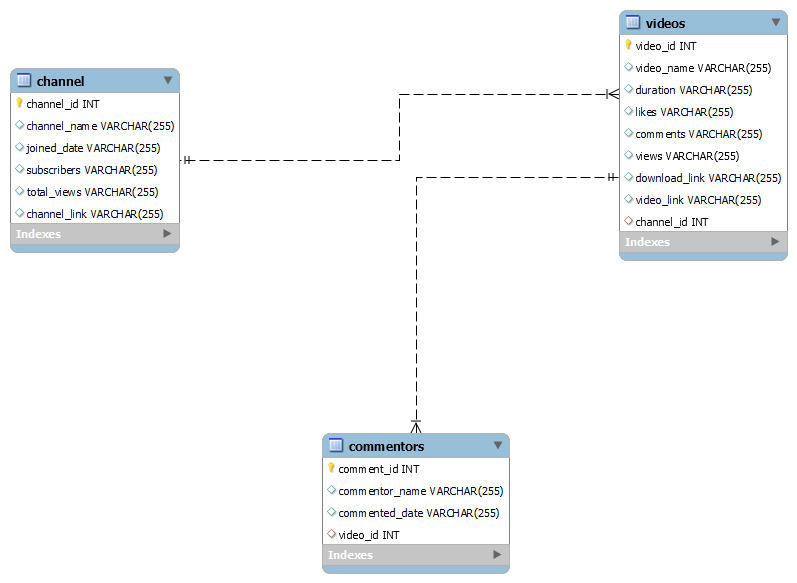 channel
channel_id INT
channel_name VARCHAR(255)
joined_date VARCHAR(255)
subscribers VARCHAR(255)
total_views VARCHAR(255)
channel_link VARCHAR(255)
Indexes
videos
video_id INT
video_name VARCHAR(255)
duration VARCHAR(255)
likes VARCHAR(255)
comments VARCHAR(255)
views VARCHAR(255)
download_link VARCHAR(255)
video_link VARCHAR(255)
channel_id INT
Indexes
commentors
comment_id INT
commentor_name VARCHAR(255)
commented_date VARCHAR(255)
video_id INT
Indexes